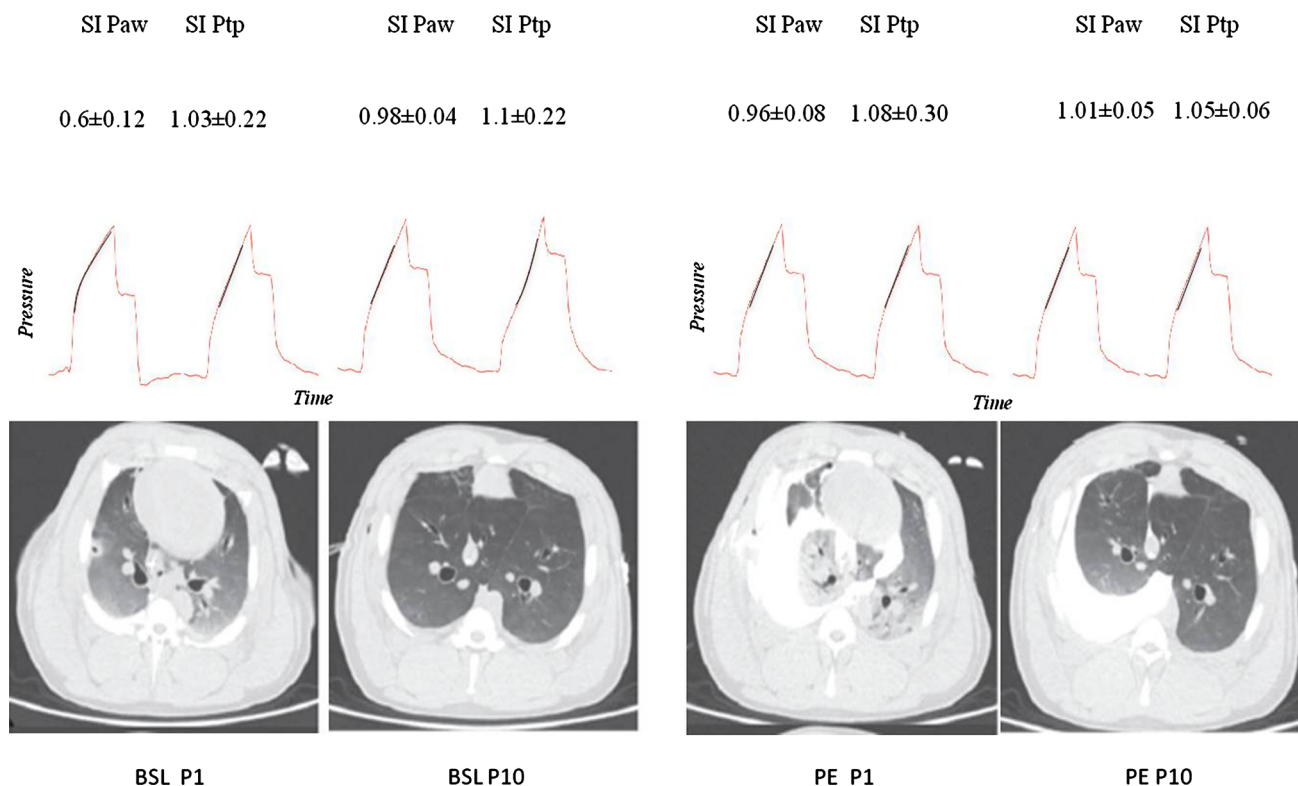 SI Paw SI Ptp SI Paw SI Ptp SI Paw SI Ptp SI Paw SI Ptp
0.6±0.12 1.03±0.22 0.98±0.04 1.1±0.22 0.96±0.08 1.08±0.30 1.01±0.05 1.05±0.06
Pressure
Time
Pressure
Time
BSL P1 BSL P10 PE P1 PE P10